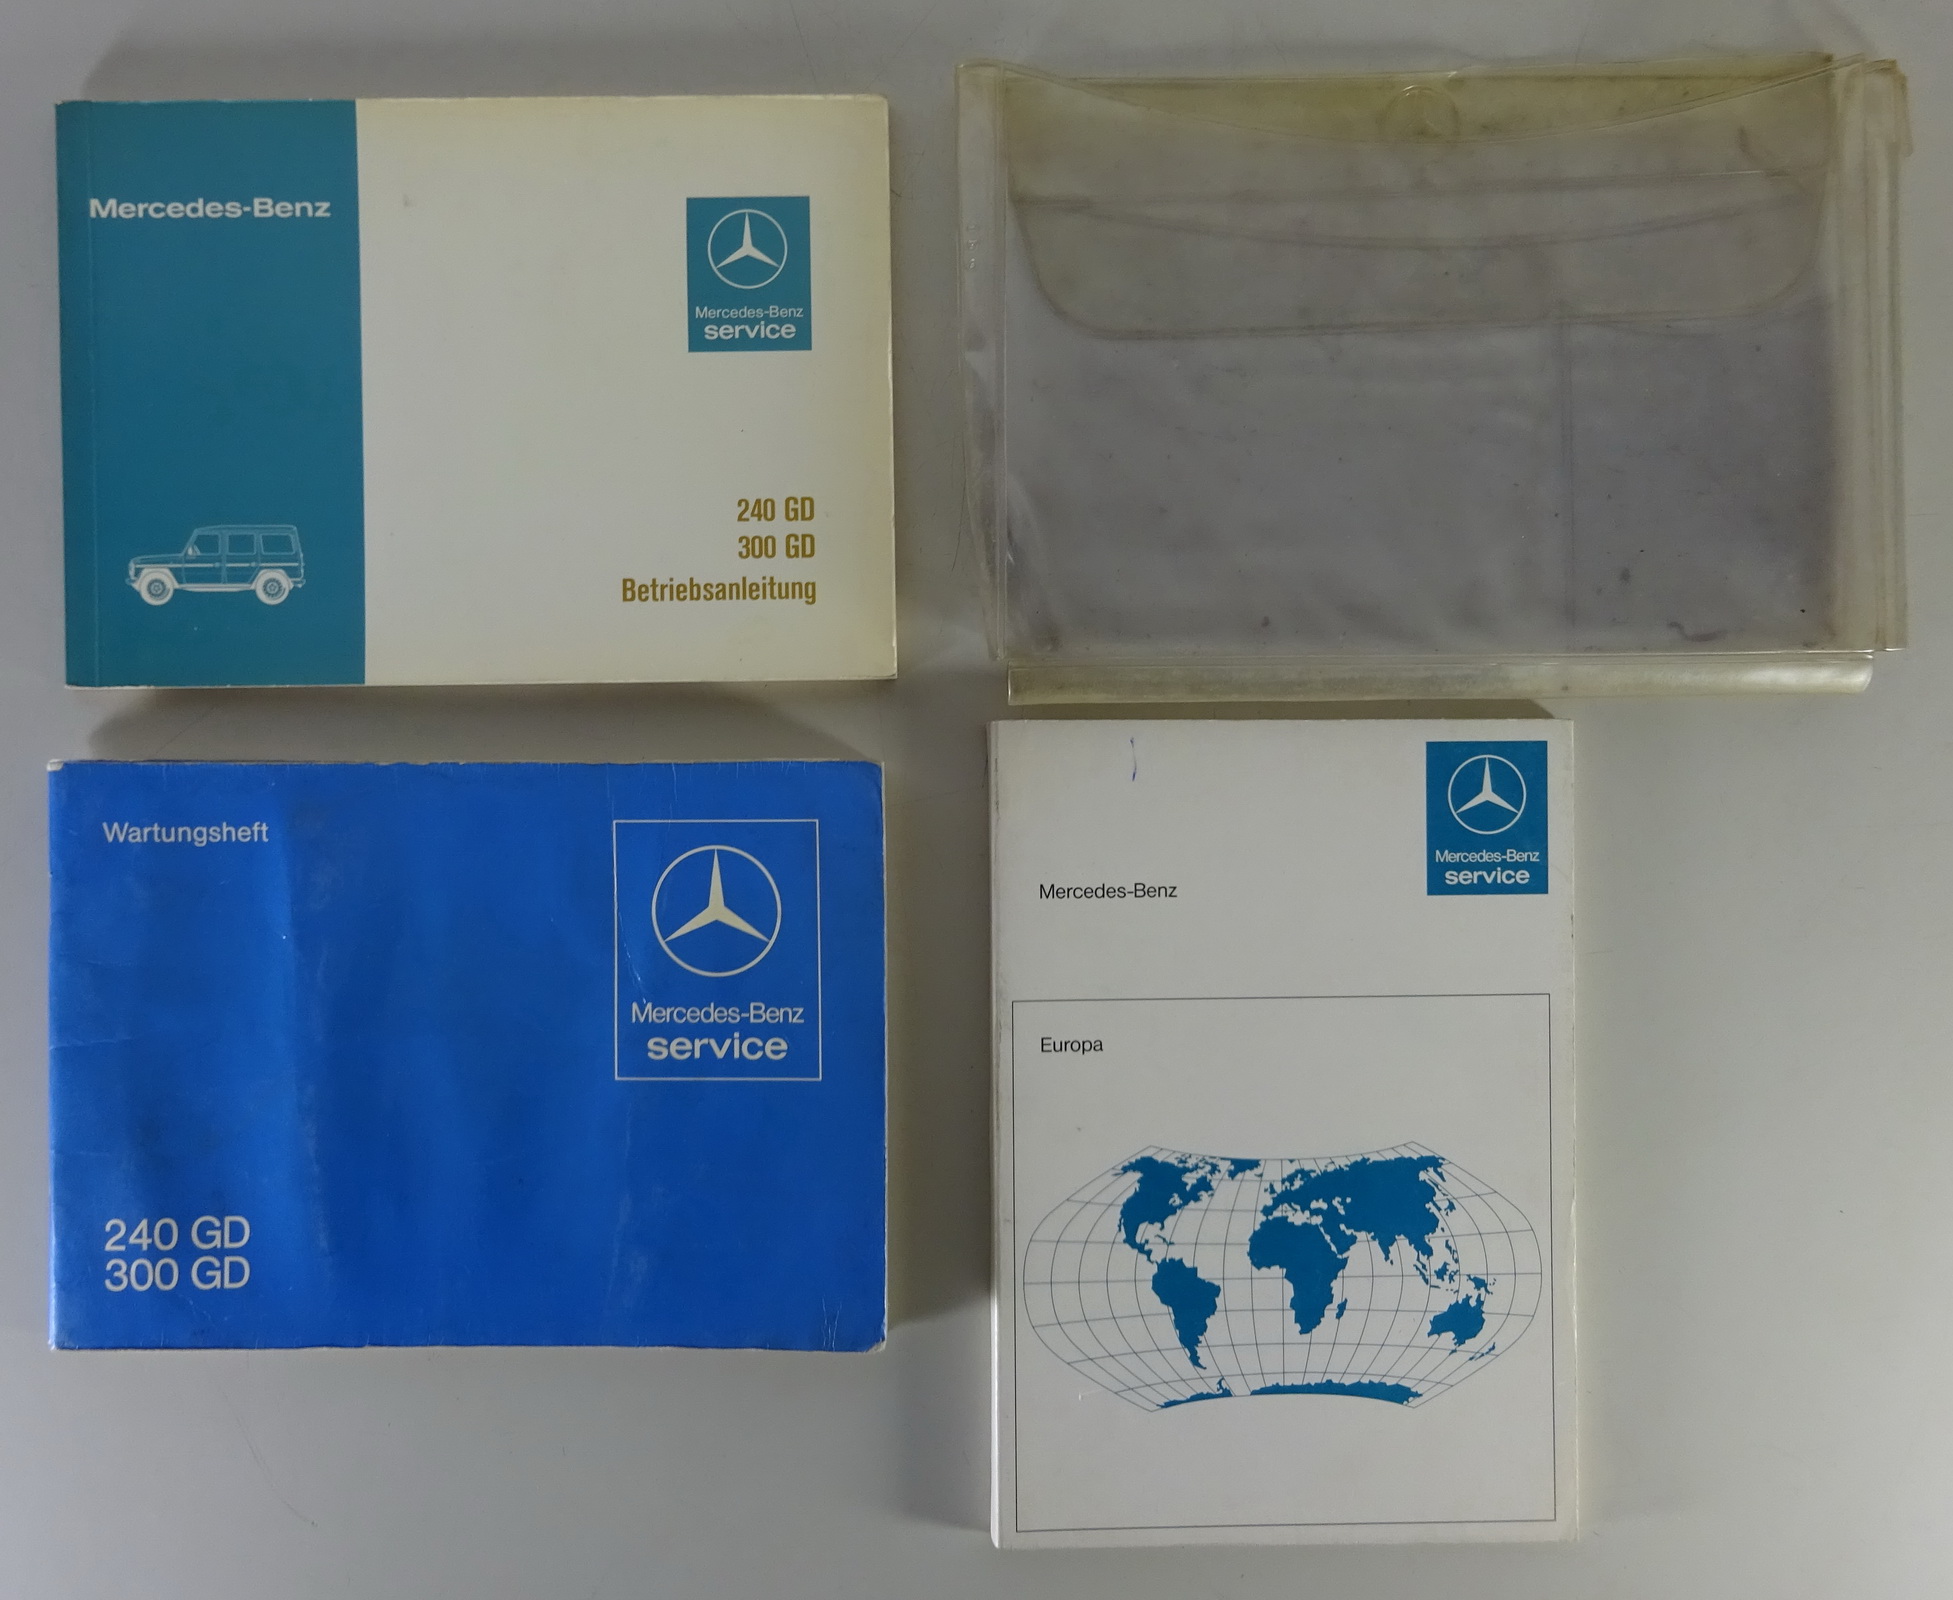 Mercedes-Benz
Mercedes-Benz
service
240 GD
300 GD
Betriebsanleitung
Wartungsheft
Mercedes-Benz
service
240 GD
300 GD
Mercedes-Benz
service
Mercedes-Benz
Europa